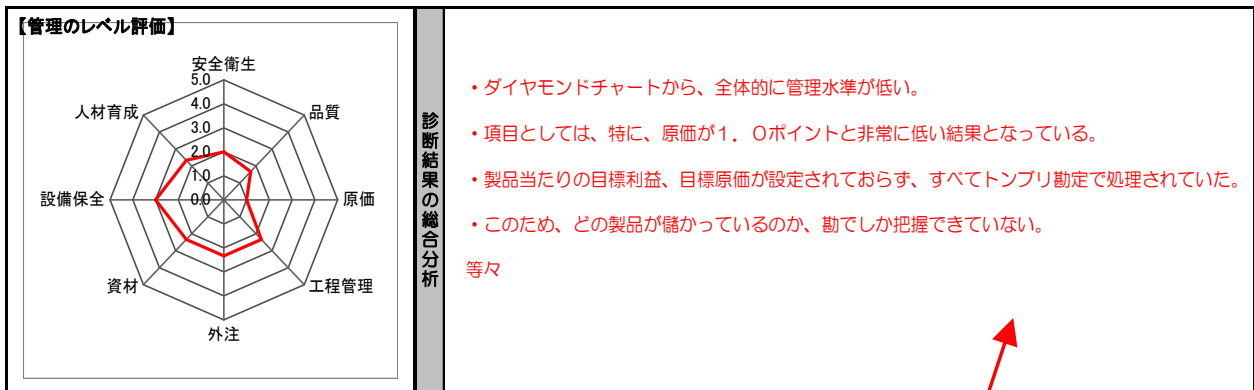 【管理のレベル評価】
安全衛生
5.0
4.0
3.0
2.0
1.0
0.0
品質
原価
工程管理
外注
資材
設備保全
人材育成
診断結果の総合分析
・ダイヤモンドチャートから、全体的に管理水準が低い。
・項目としては、特に、原価が１．０ポイントと非常に低い結果となっている。
・製品当たりの目標利益、目標原価が設定されておらず、すべてトンブリ勘定で処理されていた。
・このため、どの製品が儲かっているのか、勘でしか把握できていない。
等々